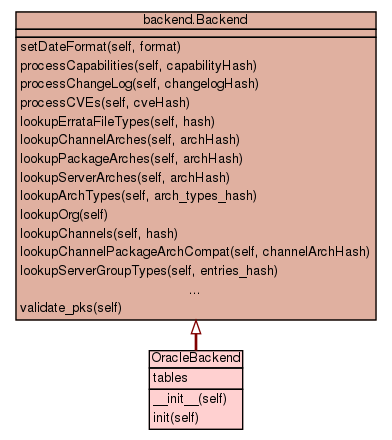 backend.Backend
setDateFormat(self, format)
processCapabilities(self, capabilityHash)
processChangeLog(self, changelogHash)
processCVEs(self, cveHash)
lookupErrataFileTypes(self, hash)
lookupChannelArches(self, archHash)
lookupPackageArches(self, archHash)
lookupServerArches(self, archHash)
lookupArchTypes(self, arch_types_hash)
lookupOrg(self)
lookupChannels(self, hash)
lookupChannelPackageArchCompat(self, channelArchHash)
lookupServerGroupTypes(self, entries_hash)
...
validate_pks(self)
OracleBackend
tables
__init__(self)
init(self)